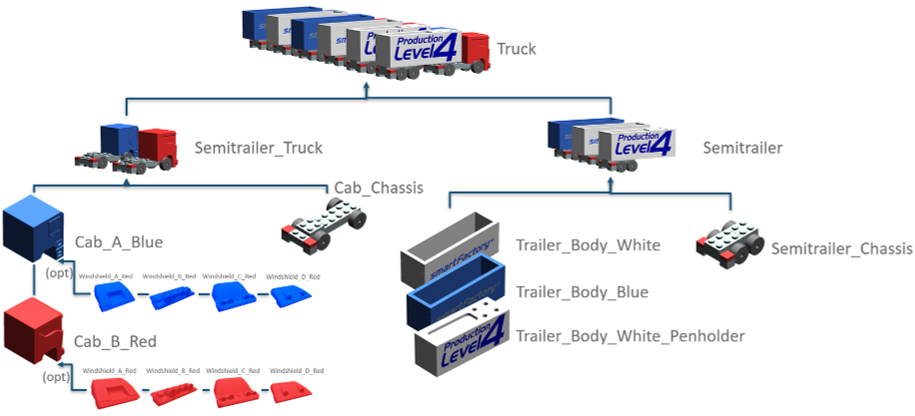 Production
Level 4
Truck
Semitrailer_Truck
Production
Level 4
Semitrailer
Cab_Chassis
Cab_A_Blue
(opt)
Windshield_A_Red
Windshield_B_Red
Windshield_C_Red
Windshield_D_Red
smartFactory
Trailer_Body_White
Semitrailer_Chassis
Trailer_Body_Blue
Production
Level 4
Trailer_Body_White_Penholder
Cab_B_Red
(opt)
Windshield_A_Red
Windshield_B_Red
Windshield_C_Red
Windshield_D_Red